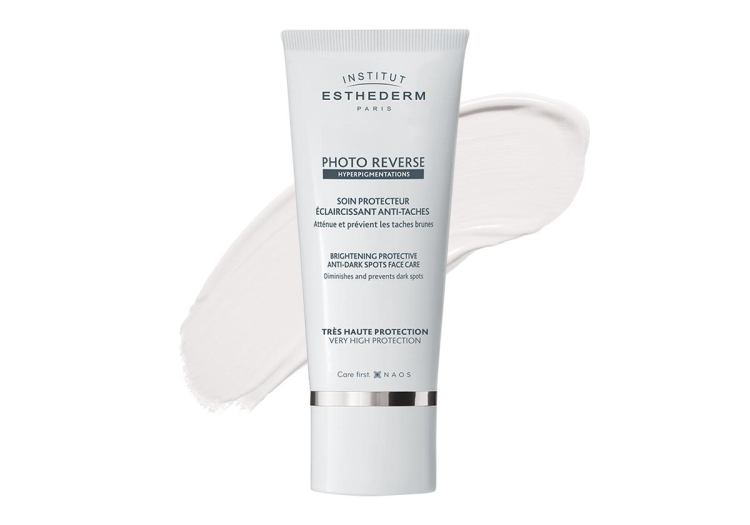 INSTITUT
ESTHEDERM
PARIS
PHOTO REVERSE
HYPERPIGMENTATIONS
SOIN PROTECTEUR
ÉCLAIRCISSANT ANTI-TACHES
Atténue et prévient les taches brunes
BRIGHTENING PROTECTIVE
ANTI-DARK SPOTS FACE CARE
Diminishes and prevents dark spots
TRÈS HAUTE PROTECTION
VERY HIGH PROTECTION
Care first NAOS